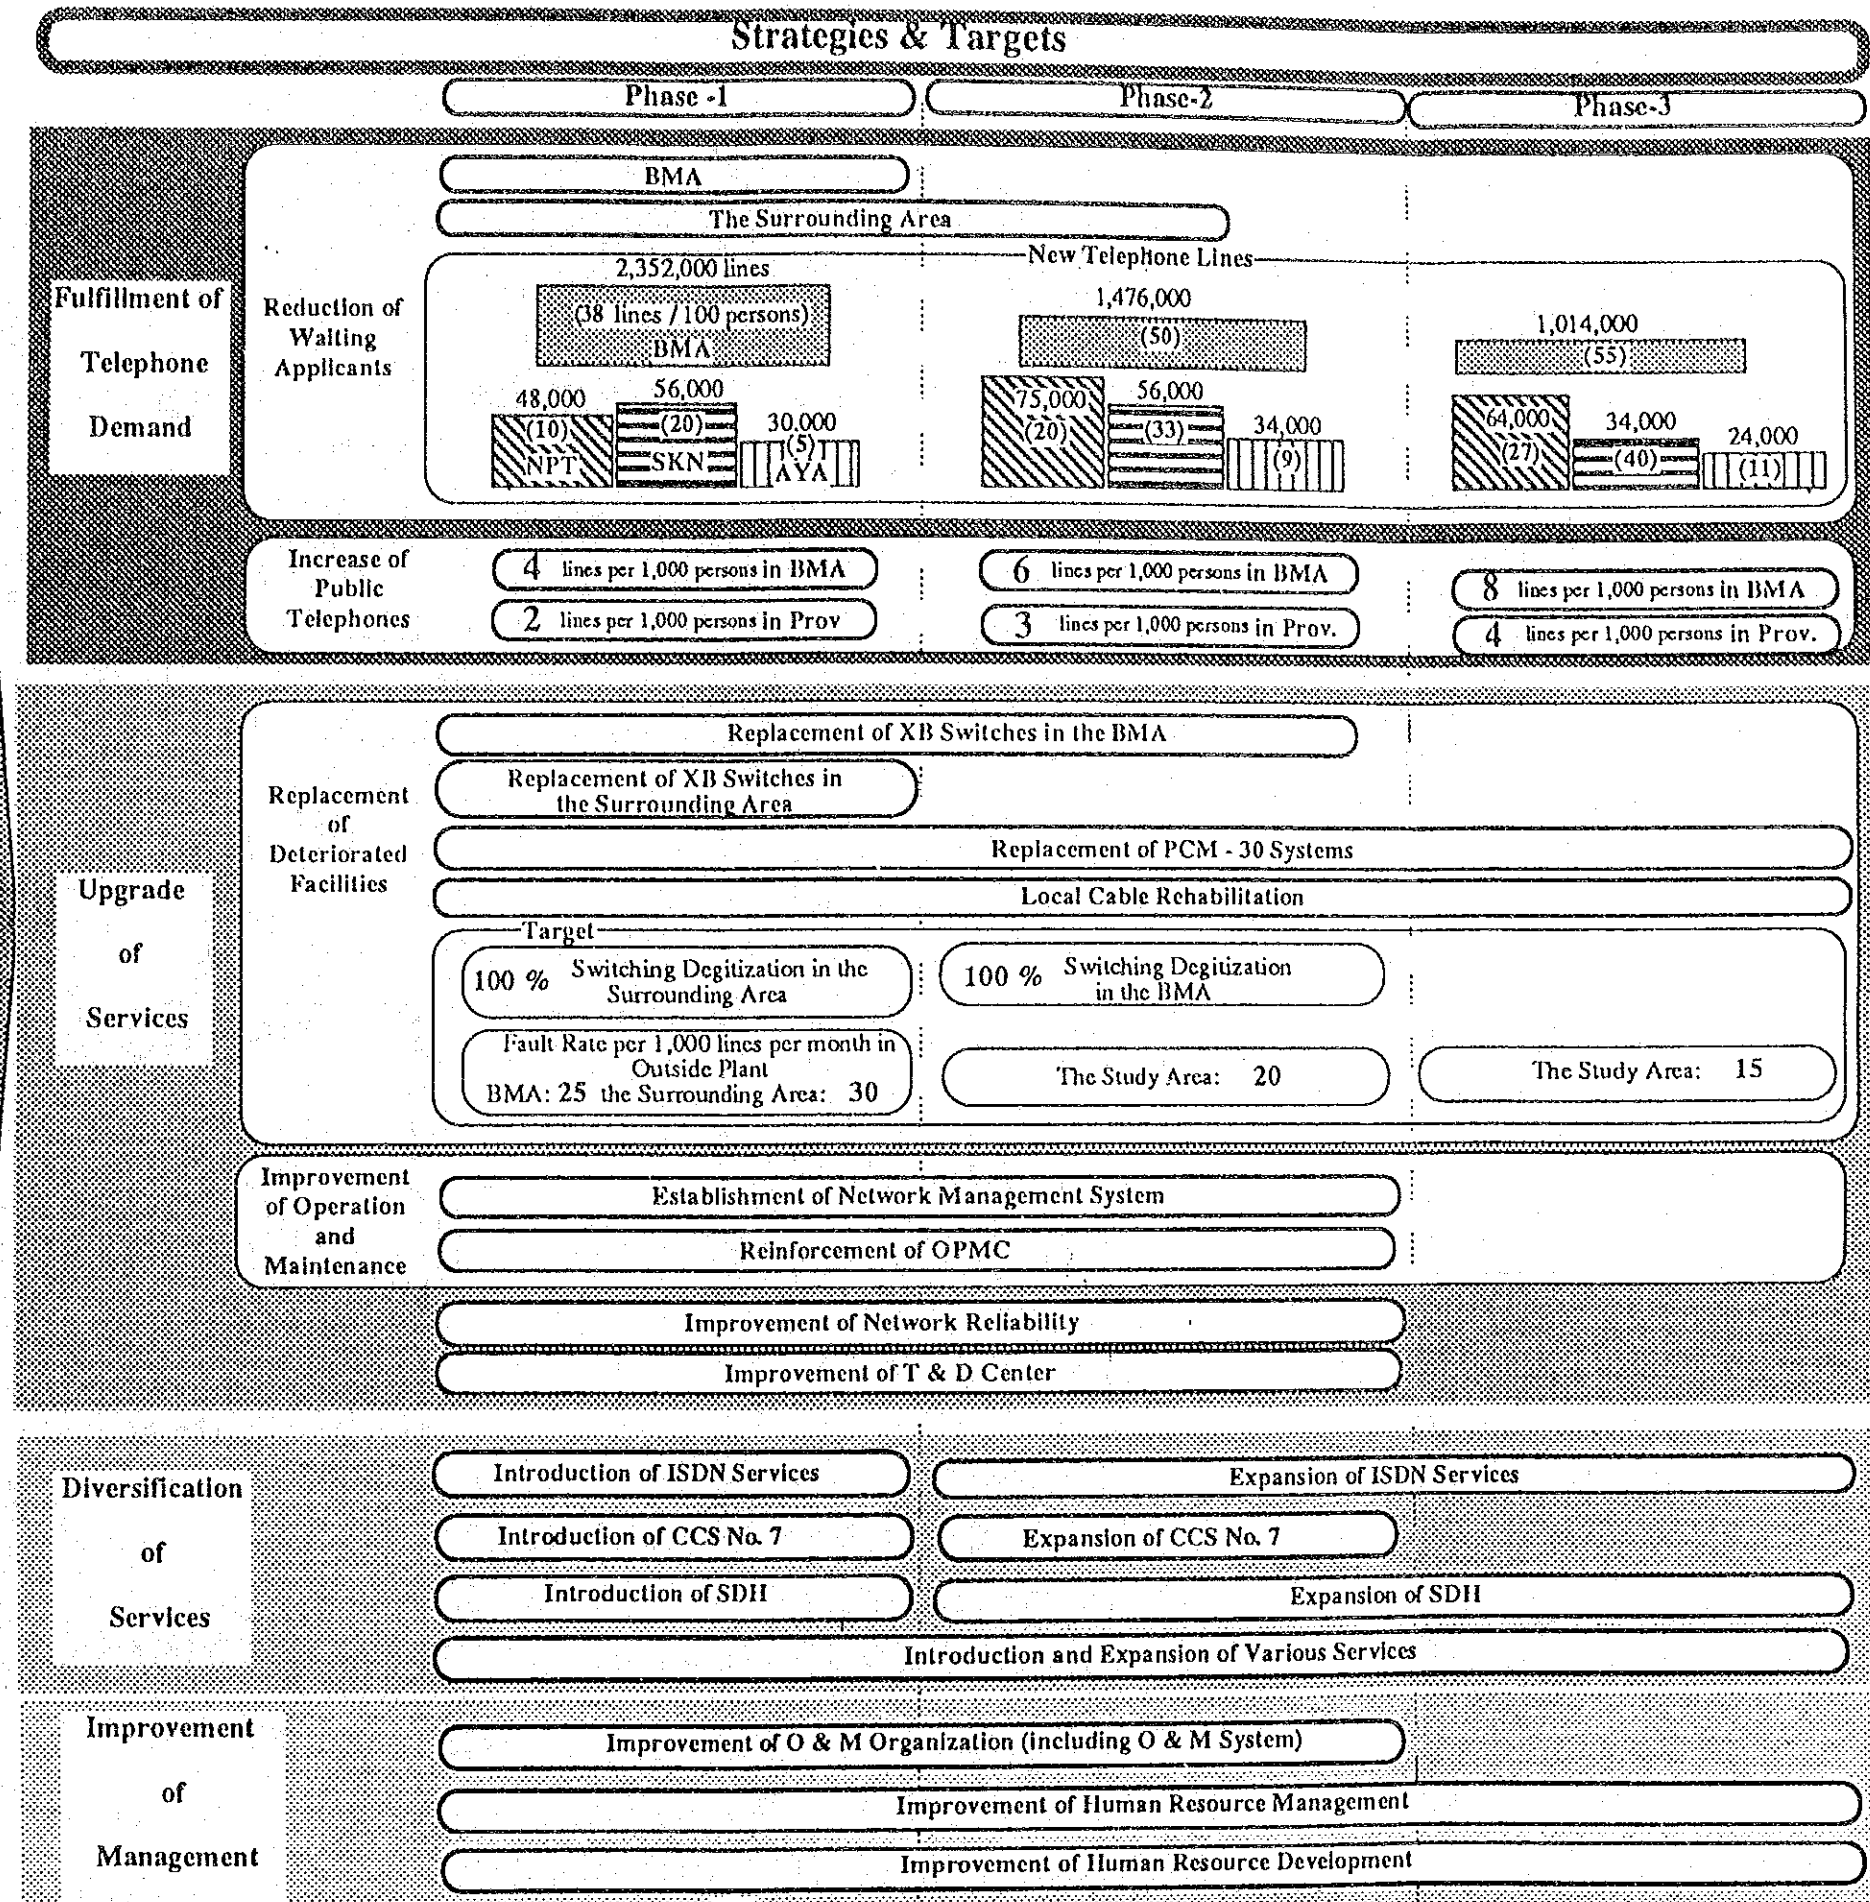 Strategies & Targets
Phase -1
Phase-2
Phase-3
Fulfillment of
Telephone
Demand
Reduction of
Waiting
Applicants
BMA
The Surrounding Area
New Telephone Lines
2,352,000 lines
(38 lines / 100 persons)
BMA
48,000
(10)
NPT
56,000
(20)
SKN
30.000
(5)
AYA
1,476,000
(50)
75,000
(20)
56,000
(33)
34,000
(9)
1,014,000
(55)
64,000
(27)
34,000
(40)
24,000
(11)
Increase of
Public
Telephones
4 lines per 1,000 persons in BMA
2 lines per 1,000 persons in Prov
6 lines per 1,000 persons in BMA
3 lines per 1,000 persons in Prov.
8 lines per 1,000 persons in BMA
4 lines per 1,000 persons in Prov.
Upgrade
of
Services
Replacement
of
Deteriorated
Facilities
Replacement of XB Switches in the BMA
Replacement of XB Switches in
the Surrounding Area
Replacement of PCM - 30 Systems
Local Cable Rehabilitation
Target
100 % Switching Degitization in the
Surrounding Area
100 % Switching Degitization
in the BMA
Fault Rate per 1,000 lines per month in
Outside Plant
BMA: 25 the Surrounding Area: 30
The Study Area: 20
The Study Area: 15
Improvement
of Operation
and
Maintenance
Establishment of Network Management System
Reinforcement of OPMC
Improvement of Network Reliability
Improvement of T & D Center
Diversification
of
Services
Introduction of ISDN Services
Expansion of ISDN Services
Introduction of CCS No. 7
Expansion of CCS No. 7
Introduction of SDH
Expansion of SDH
Introduction and Expansion of Various Services
Improvement
of
Management
Improvement of O & M Organization (including O & M System)
Improvement of Human Resource Management
Improvement of Human Resource Development